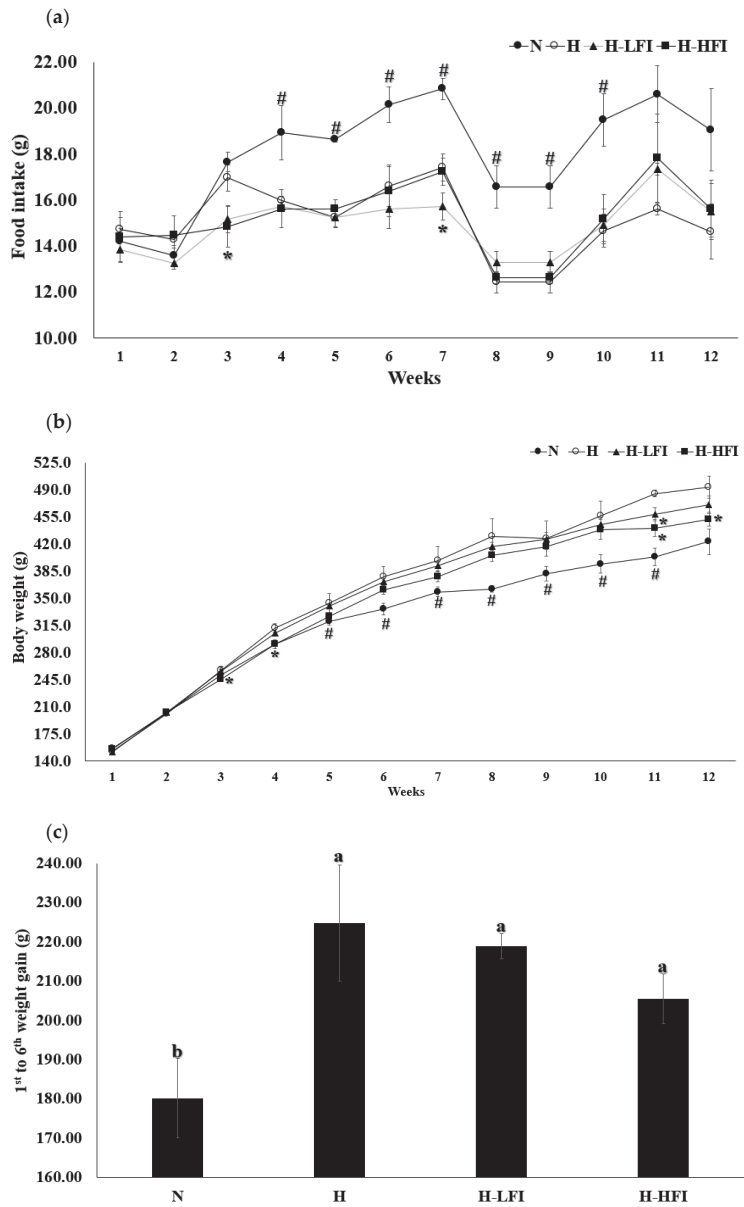 (a)
N H H-LFI H-HFI
22.00
20.00
18.00
16.00
14.00
12.00
10.00
Food intake (g)
# # # # # # #
* *
1 2 3 4 5 6 7 8 9 10 11 12
Weeks
(b)
N H H-LFI H-HFI
525.0
490.0
455.0
420.0
385.0
350.0
315.0
280.0
245.0
210.0
175.0
140.0
Body weight (g)
* * * * *
# # # # # # #
1 2 3 4 5 6 7 8 9 10 11 12
Weeks
(c)
240.00
230.00
220.00
210.00
200.00
190.00
180.00
170.00
160.00
1st to 6th weight gain (g)
b a a a
N H H-LFI H-HFI